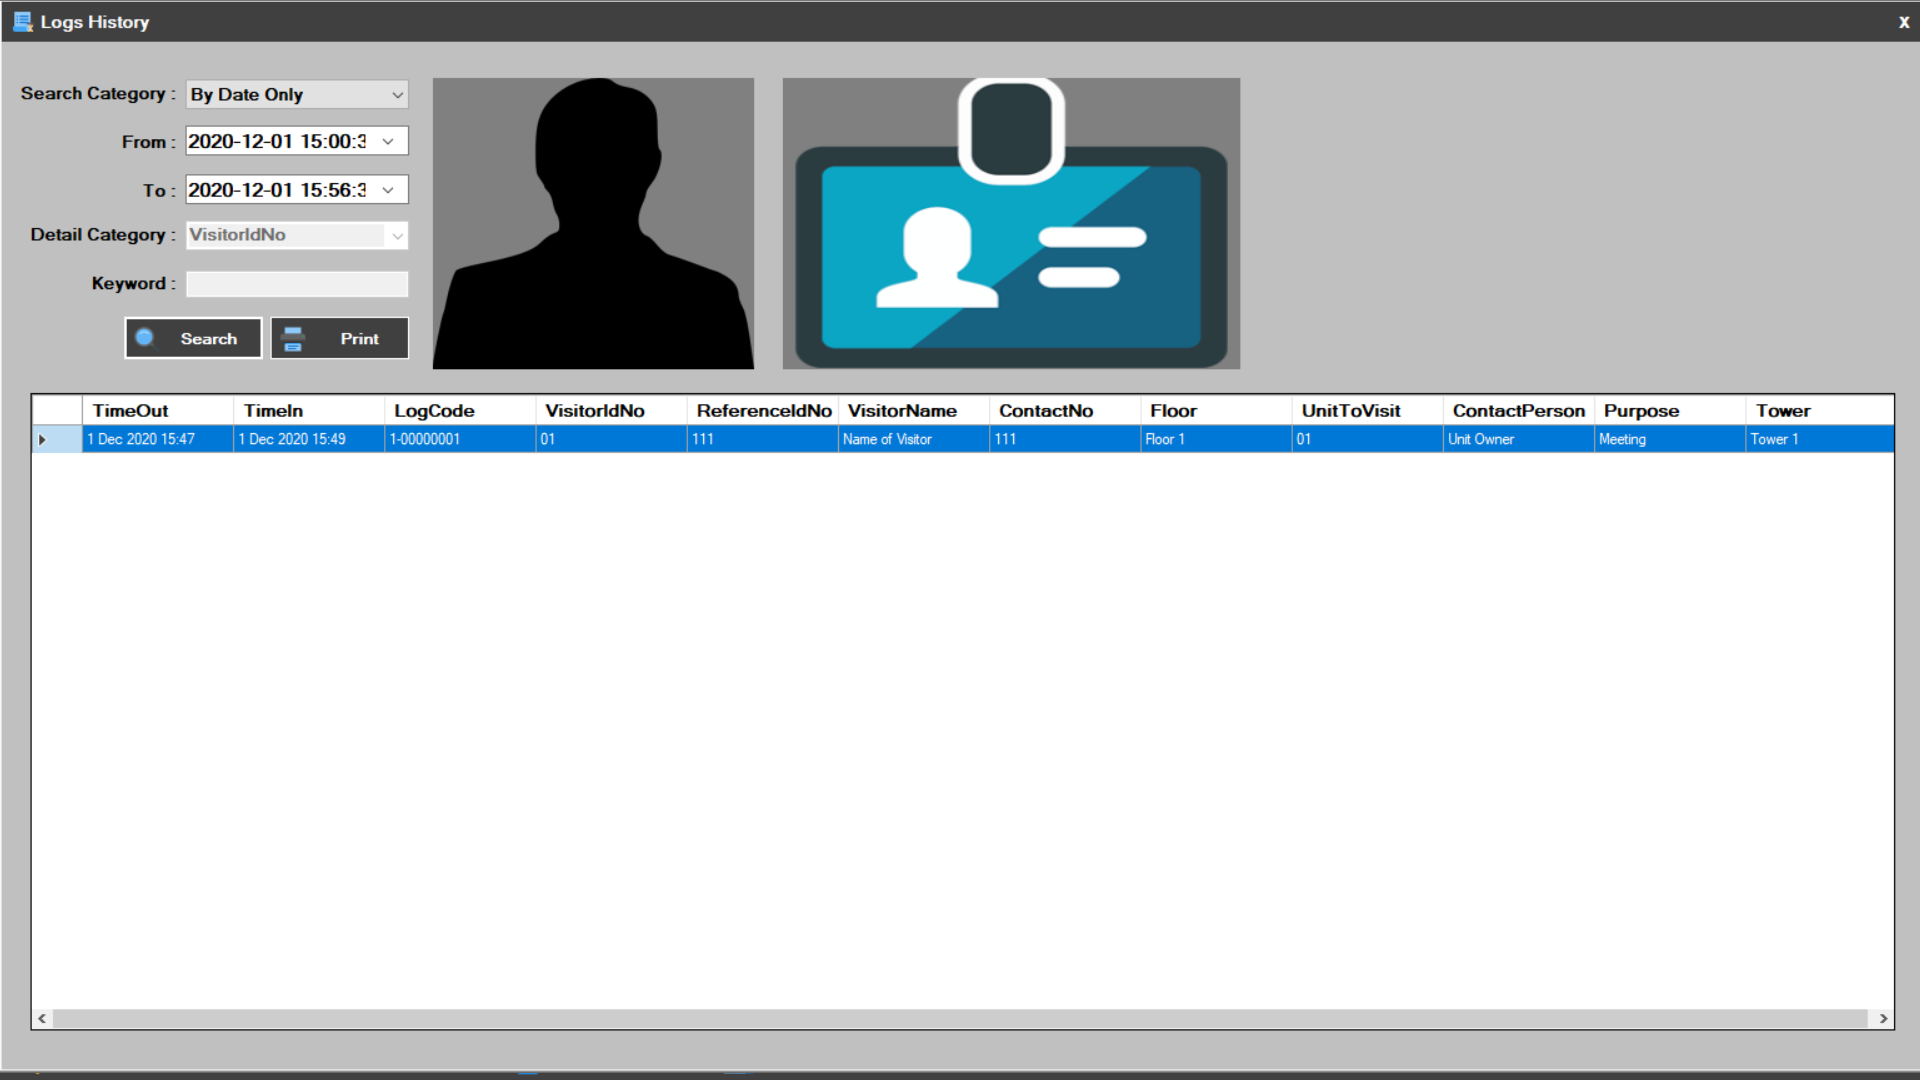 Logs History
x
Search Category : By Date Only
From : 2020-12-01 15:00:3
To : 2020-12-01 15:56:3
Detail Category : VisitorIdNo
Keyword :
Search Print
TimeOut TimeIn LogCode VisitorIdNo ReferenceIdNo VisitorName ContactNo Floor UnitToVisit ContactPerson Purpose Tower
1 Dec 2020 15:47 1 Dec 2020 15:49 1-00000001 01 111 Name of Visitor 111 Floor 1 01 Unit Owner Meeting Tower 1